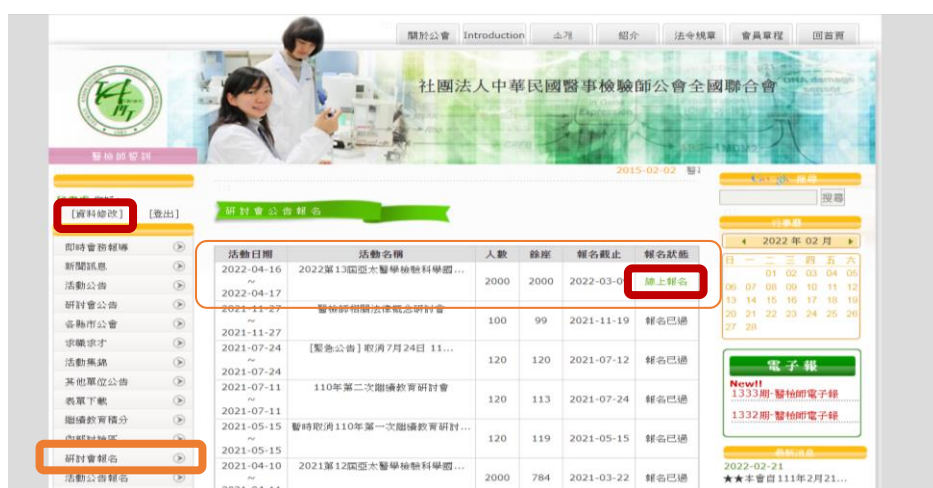 關於公會 Introduction 소개 紹介 法令規章 會員章程 回首頁
社團法人中華民國醫事檢驗師公會全國聯合會
2015-02-02
搜尋
[資料修改] [登出]
研討會公告報名
即時會務報導
新聞訊息
活動公告
研討會公告
各縣市公會
求職求才
活動集錦
其他單位公告
表單下載
繼續教育積分
研討會報名
活動公告報名
活動日期 活動名稱 人數 餘座 報名截止 報名狀態
2022-04-16 ~ 2022-04-17 2022第13屆亞太醫學檢驗科學國... 2000 2000 線上報名
2021-11-27 ~ 2021-11-27 醫檢師相關法律概念研討會 100 99 2021-11-19 報名已過
2021-07-24 ~ 2021-07-24 [緊急公告]取消7月24日 11... 120 120 2021-07-12 報名已過
2021-07-11 ~ 2021-07-11 110年第二次繼續教育研討會 120 113 2021-07-24 報名已過
2021-05-15 ~ 2021-05-15 暫時取消110年第一次繼續教育研討... 120 119 2021-05-15 報名已過
2021-04-10 ~ 2021第12屆亞太醫學檢驗科學國... 2000 784 2021-03-22 報名已過
行事曆
2022 年 02 月
日 一 二 三 四 五 六
01 02 03 04 05
06 07 08 09 10 11 12
13 14 15 16 17 18 19
20 21 22 23 24 25 26
27 28
電子報
New!!
1333期-醫檢師電子報
1332期-醫檢師電子報
最新消息
2022-02-21
★★本會自111年2月21...